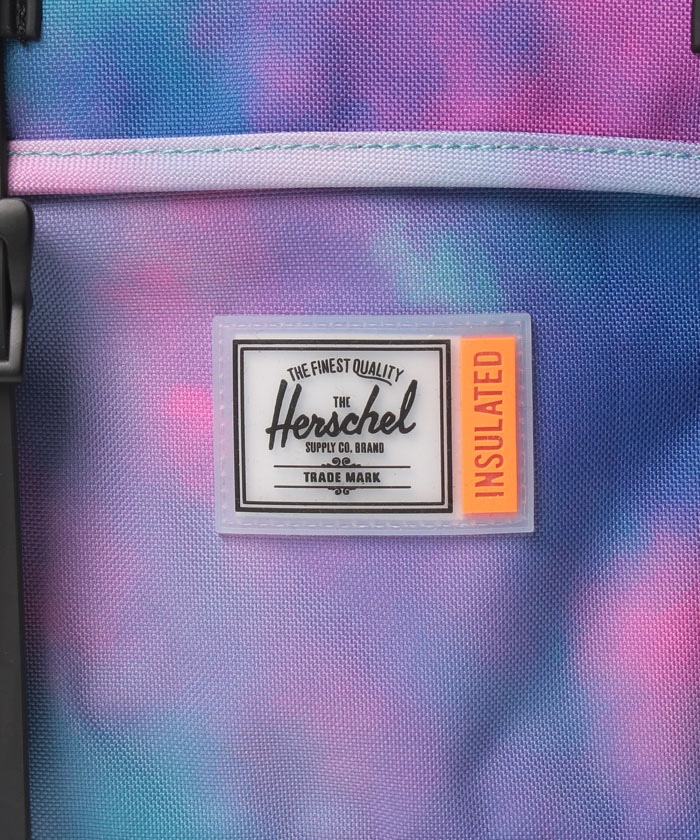 THE FINEST QUALITY
THE
Herschel
SUPPLY CO. BRAND
TRADE MARK
INSULATED